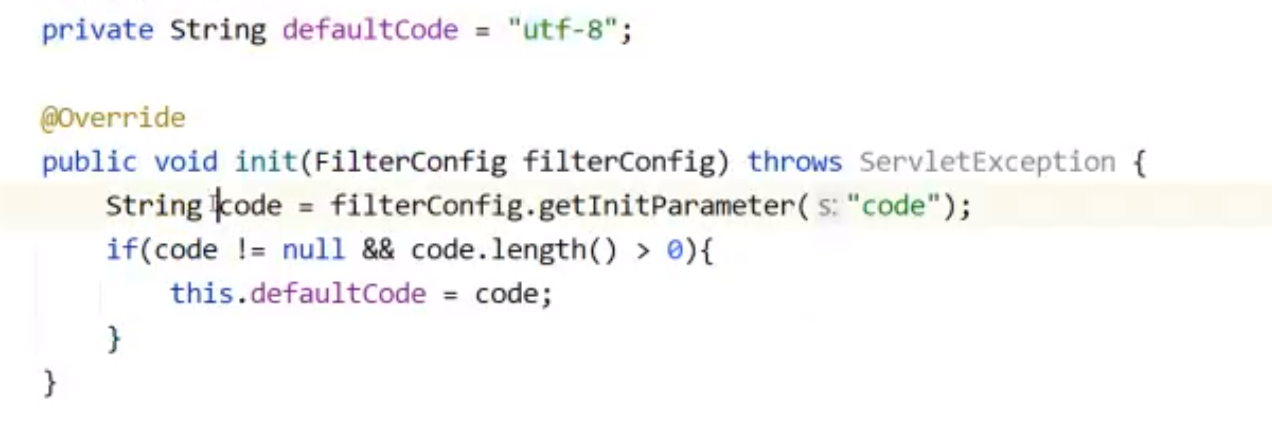 private String defaultCode = "utf-8";
@Override
public void init(FilterConfig filterConfig) throws ServletException {
String code = filterConfig.getInitParameter( s: "code");
if(code != null && code.length() > 0){
this.defaultCode = code;
}
}